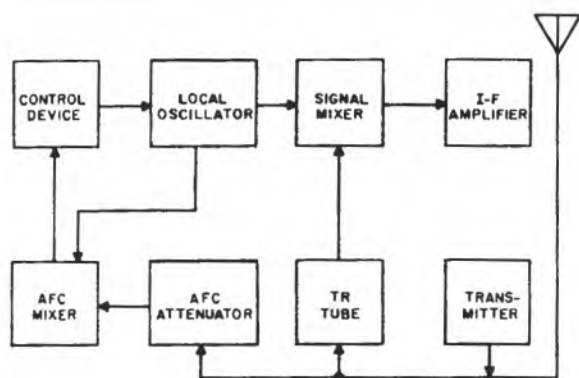 CONTROL
DEVICE
LOCAL
OSCILLATOR
SIGNAL
MIXER
I-F
AMPLIFIER
AFC
MIXER
AFC
ATTENUATOR
TR
TUBE
TRANS-
MITTER